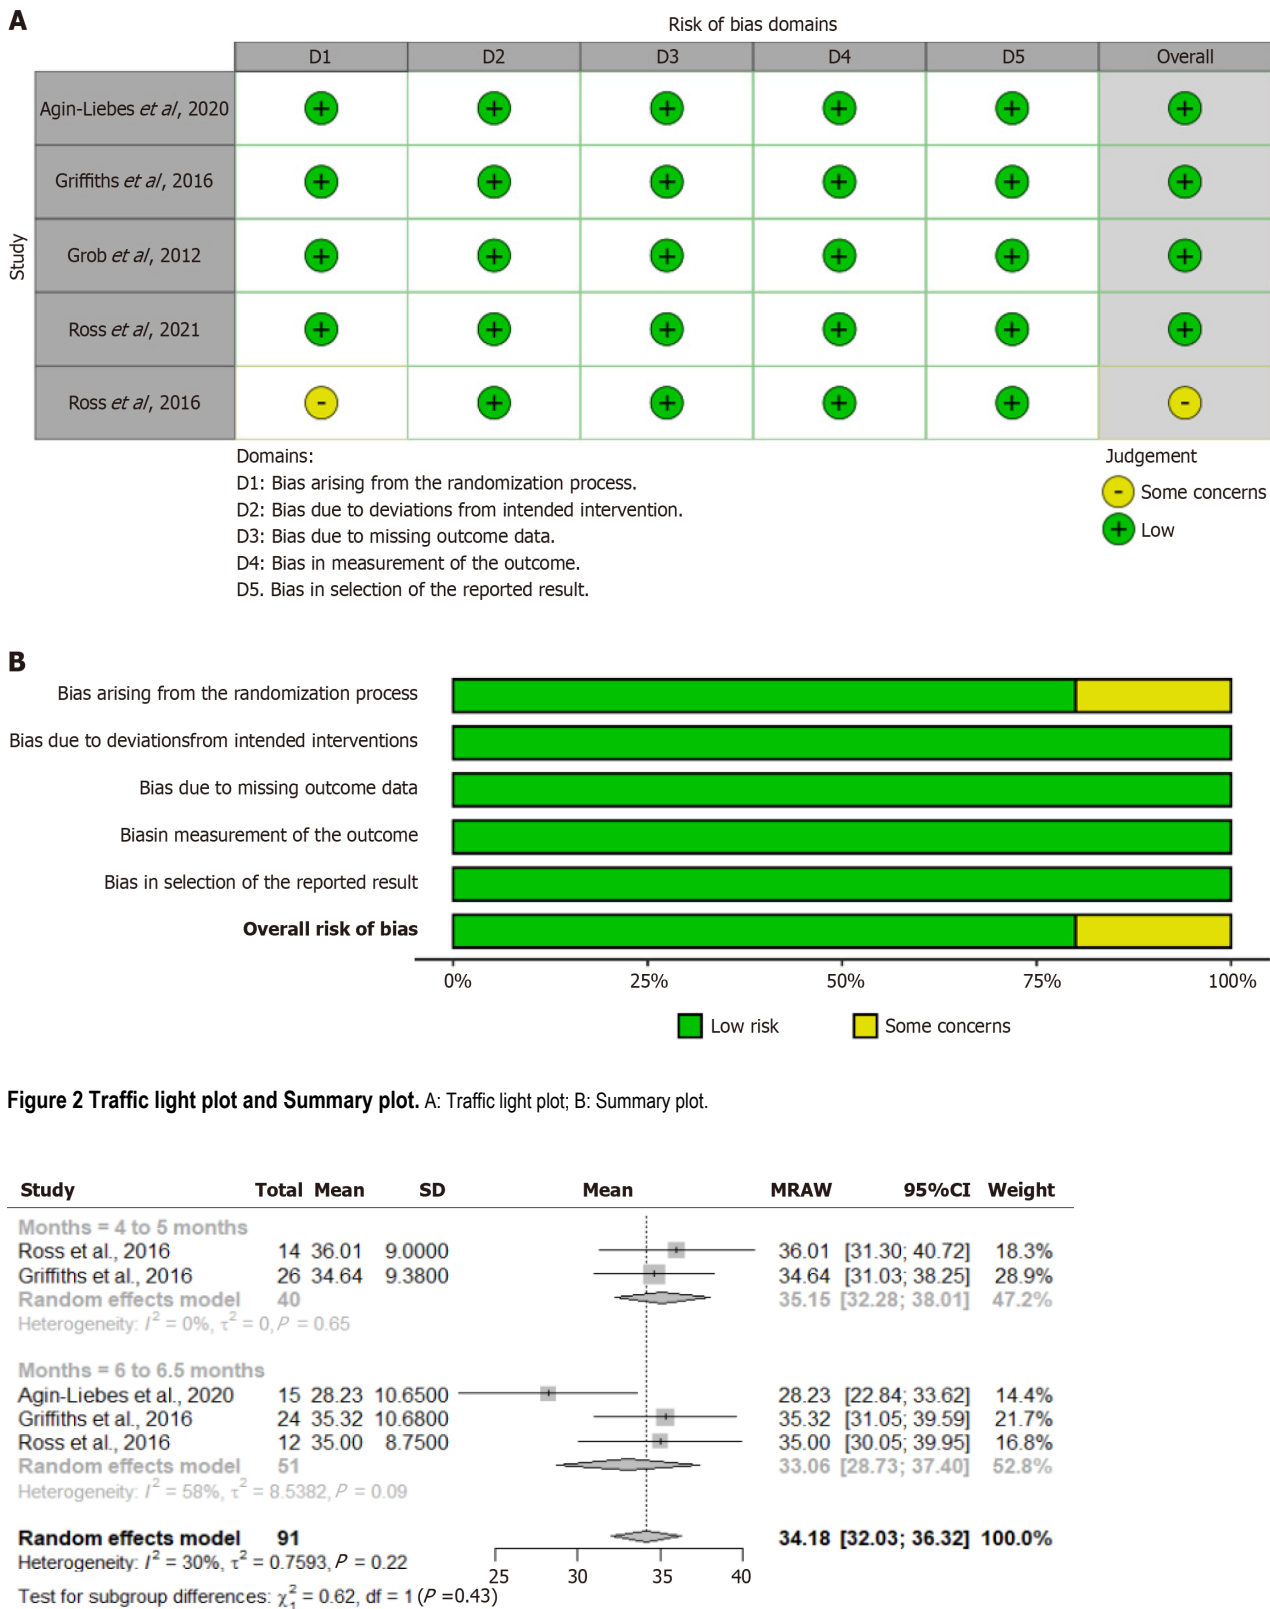 A
Risk of bias domains
D1 D2 D3 D4 D5 Overall
Study
Agin-Liebes et al, 2020 + + + + + +
Griffiths et al, 2016 + + + + + +
Grob et al, 2012 + + + + + +
Ross et al, 2021 + + + + + +
Ross et al, 2016 - + + + + -
Domains:
D1: Bias arising from the randomization process.
D2: Bias due to deviations from intended intervention.
D3: Bias due to missing outcome data.
D4: Bias in measurement of the outcome.
D5. Bias in selection of the reported result.
Judgement
- Some concerns
+ Low
B
Bias arising from the randomization process
Bias due to deviationsfrom intended interventions
Bias due to missing outcome data
Biasin measurement of the outcome
Bias in selection of the reported result
Overall risk of bias
0% 25% 50% 75% 100%
Low risk Some concerns
Figure 2 Traffic light plot and Summary plot. A: Traffic light plot; B: Summary plot.
Study Total Mean SD Mean MRAW 95%CI Weight
Months = 4 to 5 months
Ross et al., 2016 14 36.01 9.0000 36.01 [31.30; 40.72] 18.3%
Griffiths et al., 2016 26 34.64 9.3800 34.64 [31.03; 38.25] 28.9%
Random effects model 40 35.15 [32.28; 38.01] 47.2%
Heterogeneity: I² = 0%, τ² = 0, P = 0.65
Months = 6 to 6.5 months
Agin-Liebes et al., 2020 15 28.23 10.6500 28.23 [22.84; 33.62] 14.4%
Griffiths et al., 2016 24 35.32 10.6800 35.32 [31.05; 39.59] 21.7%
Ross et al., 2016 12 35.00 8.7500 35.00 [30.05; 39.95] 16.8%
Random effects model 51 33.06 [28.73; 37.40] 52.8%
Heterogeneity: I² = 58%, τ² = 8.5382, P = 0.09
Random effects model 91 34.18 [32.03; 36.32] 100.0%
Heterogeneity: I² = 30%, τ² = 0.7593, P = 0.22
25 30 35 40
Test for subgroup differences: χ²₁ = 0.62, df = 1 (P =0.43)